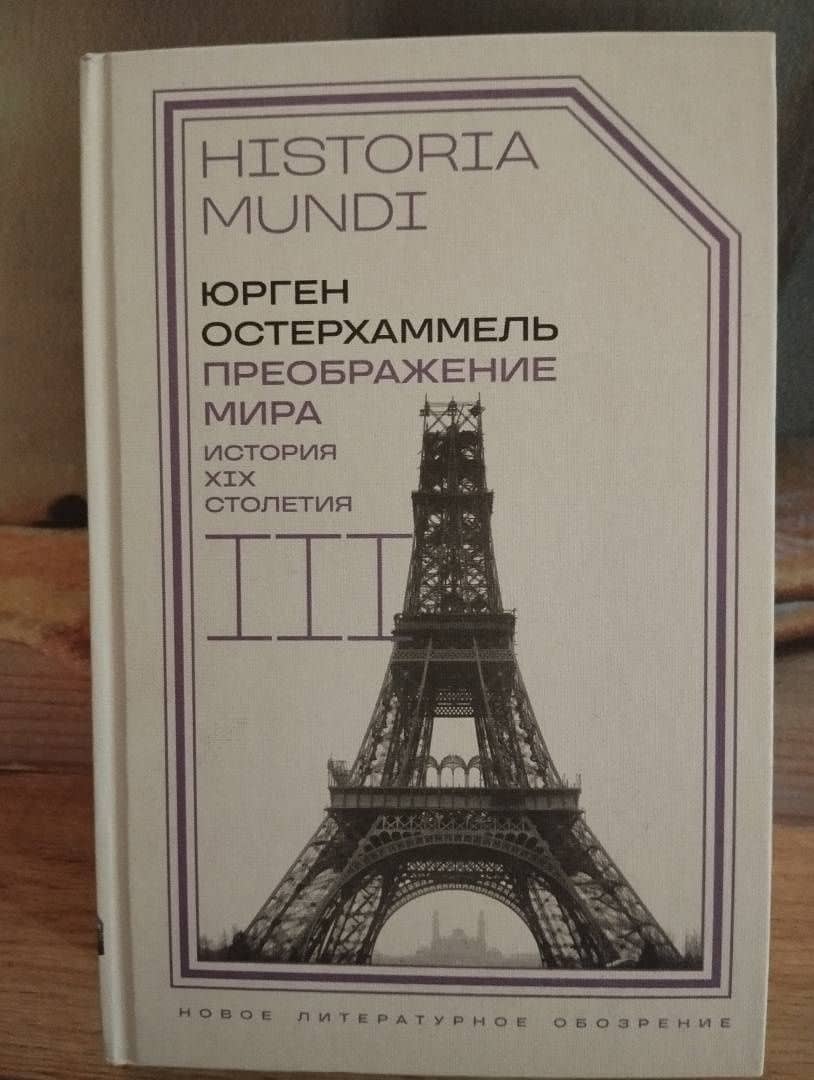 HISTORIA
MUNDI
ЮРГЕН
ОСТЕРХАММЕЛЬ
ПРЕОБРАЖЕНИЕ
МИРА
ИСТОРИЯ
XIX
СТОЛЕТИЯ
III
НОВОЕ ЛИТЕРАТУРНОЕ ОБОЗРЕНИЕ